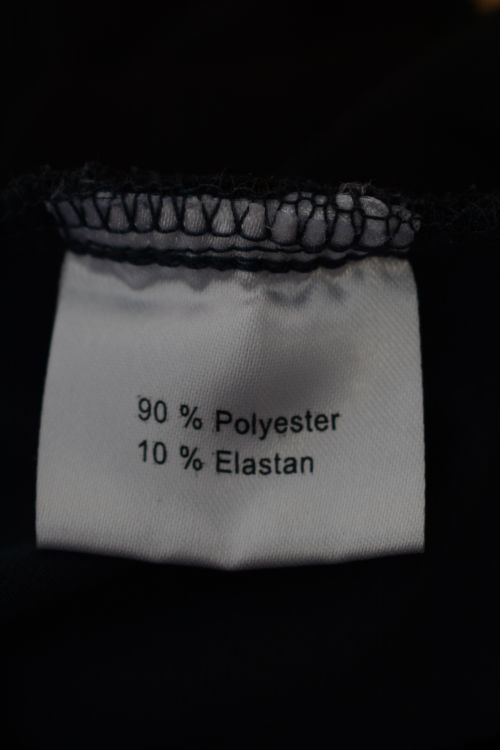 90 % Polyester
10 % Elastan